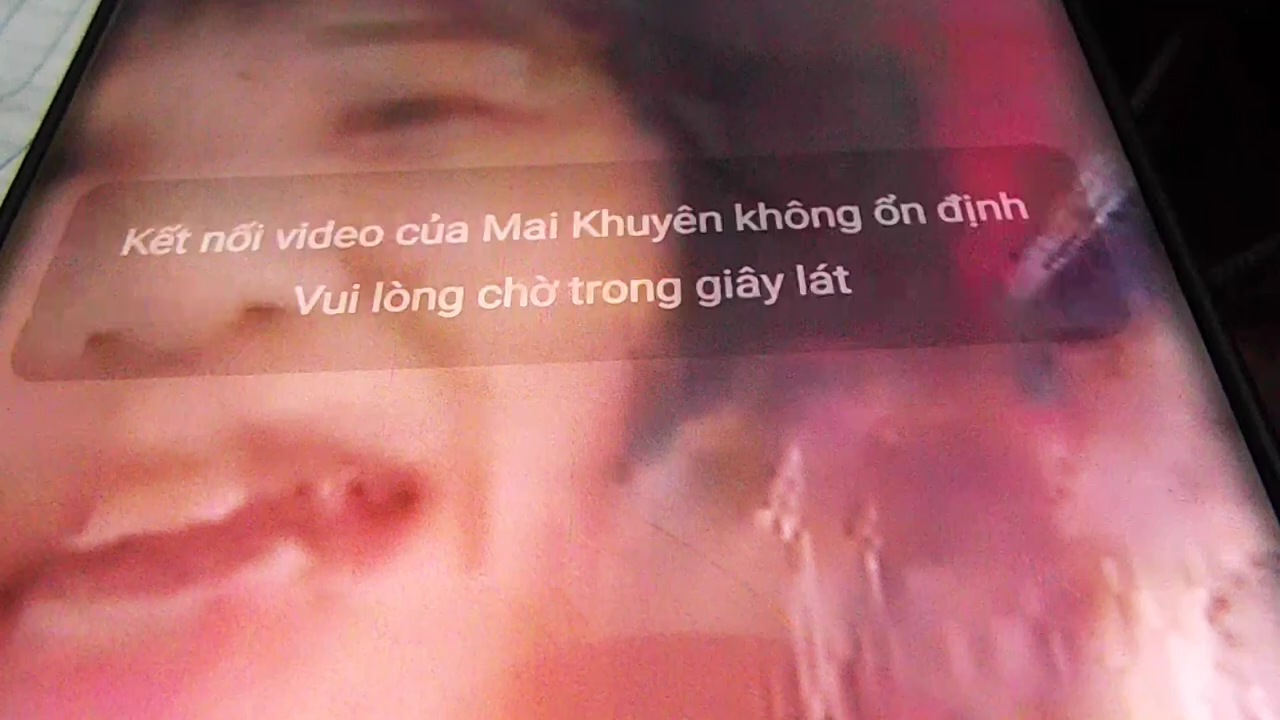 Kết nối video của Mai Khuyên không ổn định
Vui lòng chờ trong giây lát